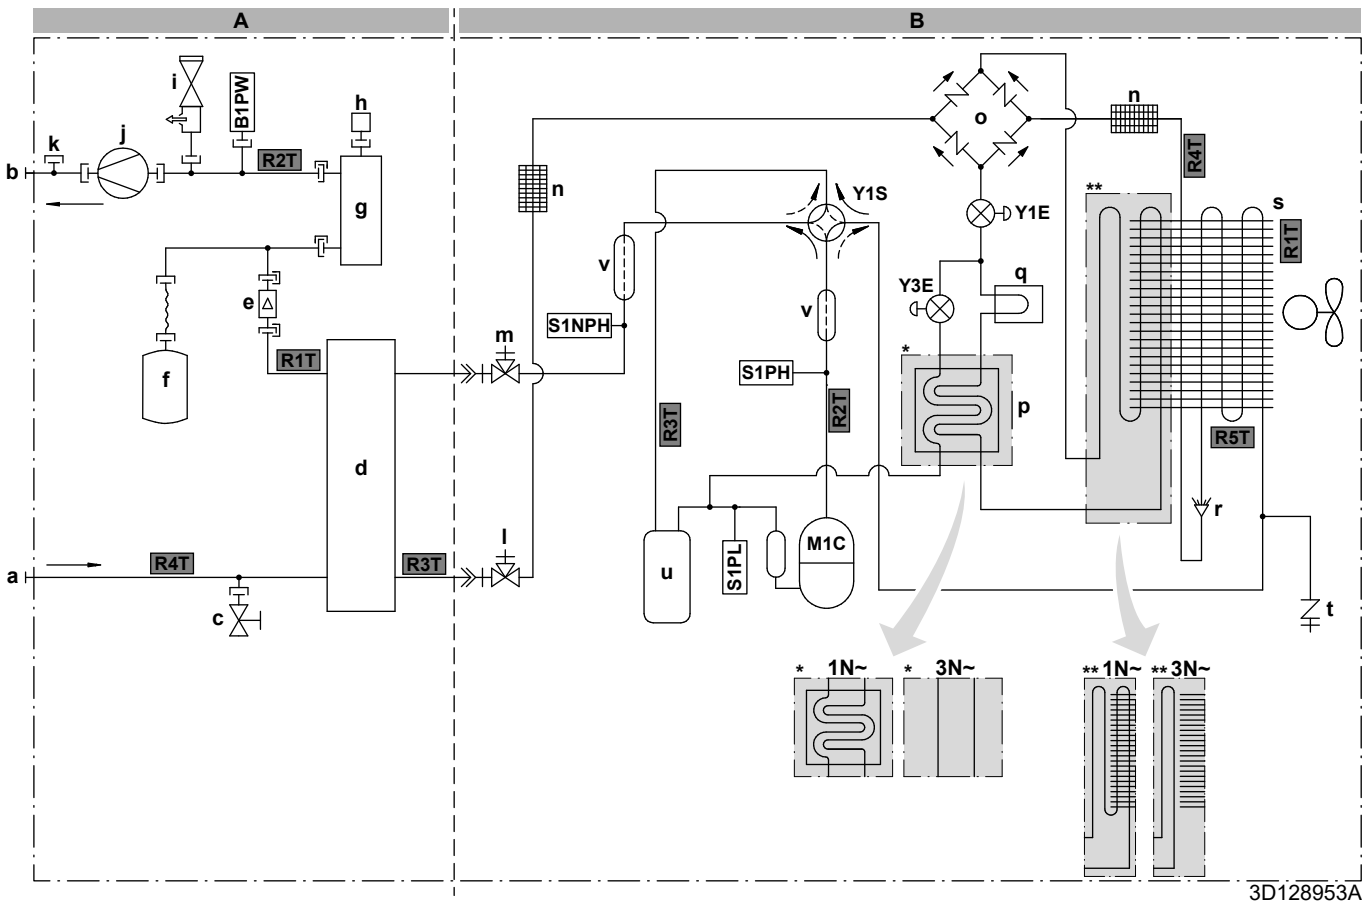 A
B
i
B1PW
h
k
j
R2T
b
g
n
o
n
R4T
**
s
Y1S
Y1E
R1T
v
e
Y3E
q
v
S1NPH
m
*
R1T
f
S1PH
p
R3T
R2T
R5T
d
r
l
M1C
a
R4T
R3T
u
S1PL
c
t
* 1N~
* 3N~
** 1N~
** 3N~
3D128953A